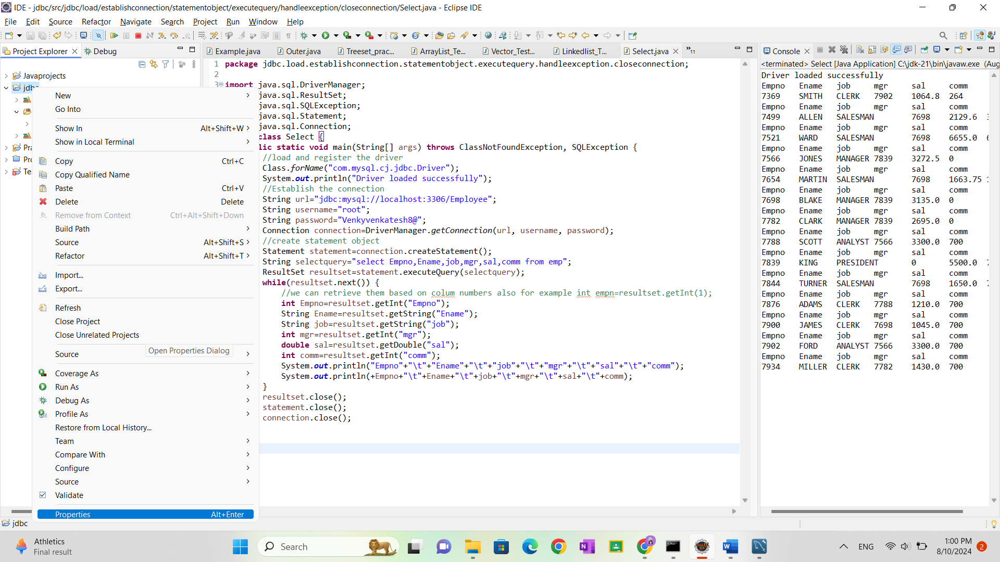 IDE - jdbc/src/jdbc/load/establishconnection/statementobject/executequery/handleexception/closeconnection/Select.java - Eclipse IDE
File Edit Source Refactor Navigate Search Project Run Window Help
Project Explorer
Debug
Javaprojects
jdbc
New
Go Into
Show In Alt+Shift+W
Show in Local Terminal
Copy Ctrl+C
Copy Qualified Name
Paste Ctrl+V
Delete Delete
Remove from Context Ctrl+Alt+Shift+Down
Build Path
Source Alt+Shift+S
Refactor Alt+Shift+T
Import...
Export...
Refresh
Close Project
Close Unrelated Projects
Source
Open Properties Dialog
Coverage As
Run As
Debug As
Profile As
Restore from Local History...
Team
Compare With
Configure
Source
Validate
Properties Alt+Enter
jdbc
Example.java Outer.java Treeset_prac... ArrayList_Te... Vector_Test... Linkedlist_T... Select.java 11
1 package jdbc.load.establishconnection.statementobject.executequery.handleexception.closeconnection;
2
3 import java.sql.DriverManager;
java.sql.ResultSet;
java.sql.SQLException;
java.sql.Statement;
java.sql.Connection;
class Select {
lic static void main(String[] args) throws ClassNotFoundException, SQLException {
//load and register the driver
Class.forName("com.mysql.cj.jdbc.Driver");
System.out.println("Driver loaded successfully");
//Establish the connection
String url="jdbc:mysql://localhost:3306/Employee";
String username="root";
String password="Venkyvenkatesh8@";
Connection connection=DriverManager.getConnection(url, username, password);
//create statement object
Statement statement=connection.createStatement();
String selectquery="select Empno,Ename,job,mgr,sal,comm from emp";
ResultSet resultset=statement.executeQuery(selectquery);
while(resultset.next()) {
//we can retrieve them based on colum numbers also for example int empn=resultset.getInt(1);
int Empno=resultset.getInt("Empno");
String Ename=resultset.getString("Ename");
String job=resultset.getString("job");
int mgr=resultset.getInt("mgr");
double sal=resultset.getDouble("sal");
int comm=resultset.getInt("comm");
System.out.println("Empno"+"\t"+"Ename"+"\t"+"job"+"\t"+"mgr"+"\t"+"sal"+"\t"+"comm");
System.out.println(+Empno+"\t"+Ename+"\t"+job+"\t"+mgr+"\t"+sal+"\t"+comm);
}
resultset.close();
statement.close();
connection.close();
Console
<terminated> Select [Java Application] C:\jdk-21\bin\javaw.exe (Aug
Driver loaded successfully
Empno Ename job mgr sal comm
7369 SMITH CLERK 7902 1064.8 264
Empno Ename job mgr sal comm
7499 ALLEN SALESMAN 7698 2129.6
Empno Ename job mgr sal comm
7521 WARD SALESMAN 7698 6655.0
Empno Ename job mgr sal comm
7566 JONES MANAGER 7839 3272.5 0
Empno Ename job mgr sal comm
7654 MARTIN SALESMAN 7698 1663.75
Empno Ename job mgr sal comm
7698 BLAKE MANAGER 7839 3135.0 0
Empno Ename job mgr sal comm
7782 CLARK MANAGER 7839 2695.0 0
Empno Ename job mgr sal comm
7788 SCOTT ANALYST 7566 3300.0 700
Empno Ename job mgr sal comm
7839 KING PRESIDENT 0 5500.0
Empno Ename job mgr sal comm
7844 TURNER SALESMAN 7698 1650.0
Empno Ename job mgr sal comm
7876 ADAMS CLERK 7788 1210.0 700
Empno Ename job mgr sal comm
7900 JAMES CLERK 7698 1045.0 700
Empno Ename job mgr sal comm
7902 FORD ANALYST 7566 3300.0 700
Empno Ename job mgr sal comm
7934 MILLER CLERK 7782 1430.0 700
Athletics
Final result
Search
ENG
1:00 PM
8/10/2024
2